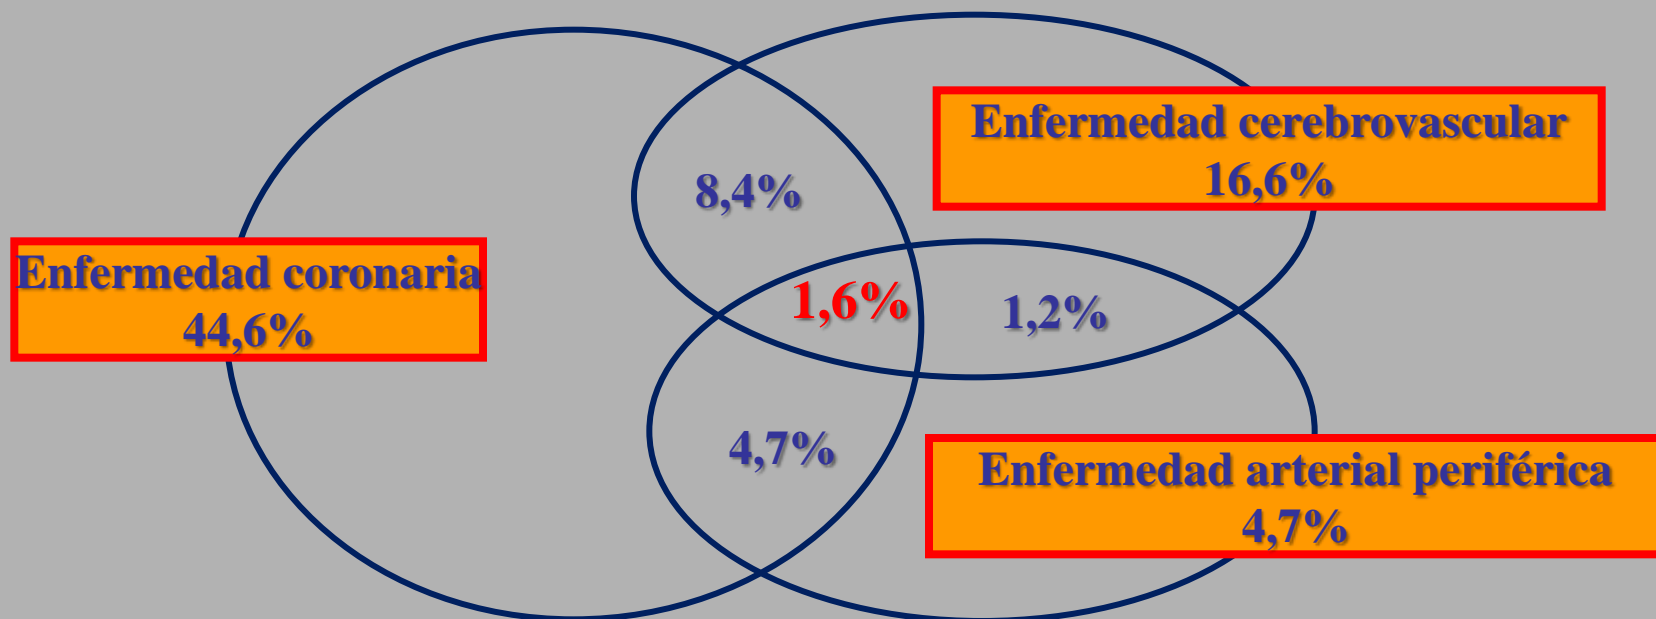 Enfermedad cerebrovascular
16,6%
8,4%
Enfermedad coronaria
44,6%
1,6%
1,2%
4,7%
Enfermedad arterial periférica
4,7%